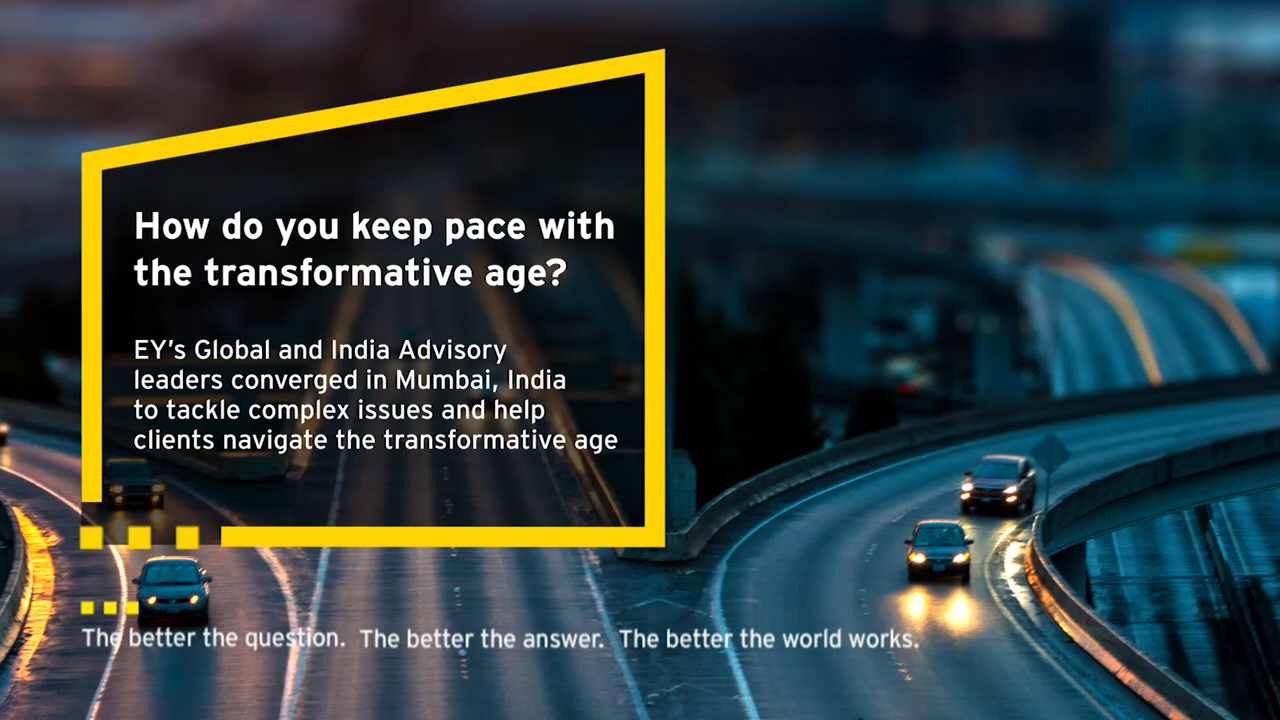 How do you keep pace with
the transformative age?
EY’s Global and India Advisory
leaders converged in Mumbai, India
to tackle complex issues and help
clients navigate the transformative age
The better the question. The better the answer. The better the world works.